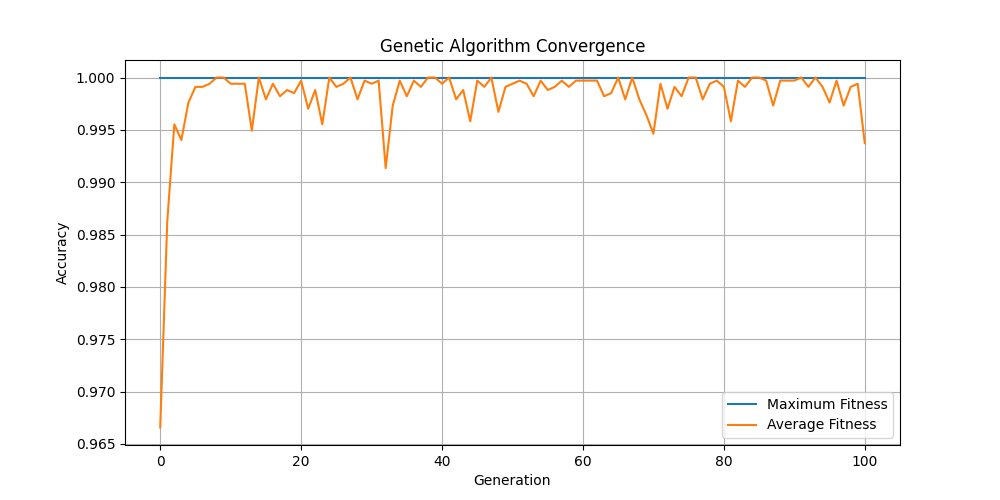 Genetic Algorithm Convergence
Accuracy
1.000
0.995
0.990
0.985
0.980
0.975
0.970
0.965
Maximum Fitness
Average Fitness
0 20 40 60 80 100
Generation